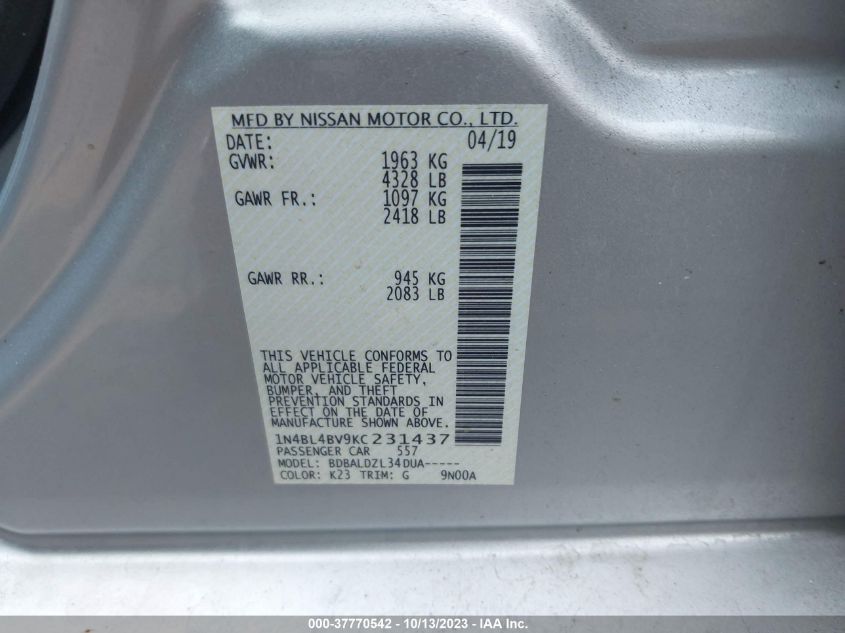 MFD BY NISSAN MOTOR CO., LTD.
DATE: 04/19
GVWR: 1963 KG
4328 LB
GAWR FR.: 1097 KG
2418 LB
GAWR RR.: 945 KG
2083 LB
THIS VEHICLE CONFORMS TO
ALL APPLICABLE FEDERAL
MOTOR VEHICLE SAFETY,
BUMPER, AND THEFT
PREVENTION STANDARDS IN
EFFECT ON THE DATE OF
MANUFACTURE SHOWN ABOVE.
1N4BL4BV9KC231437
PASSENGER CAR 557
MODEL: BDBALDZL34DUA-----
COLOR: K23 TRIM: G 9N00A
000-37770542 - 10/13/2023 - IAA Inc.